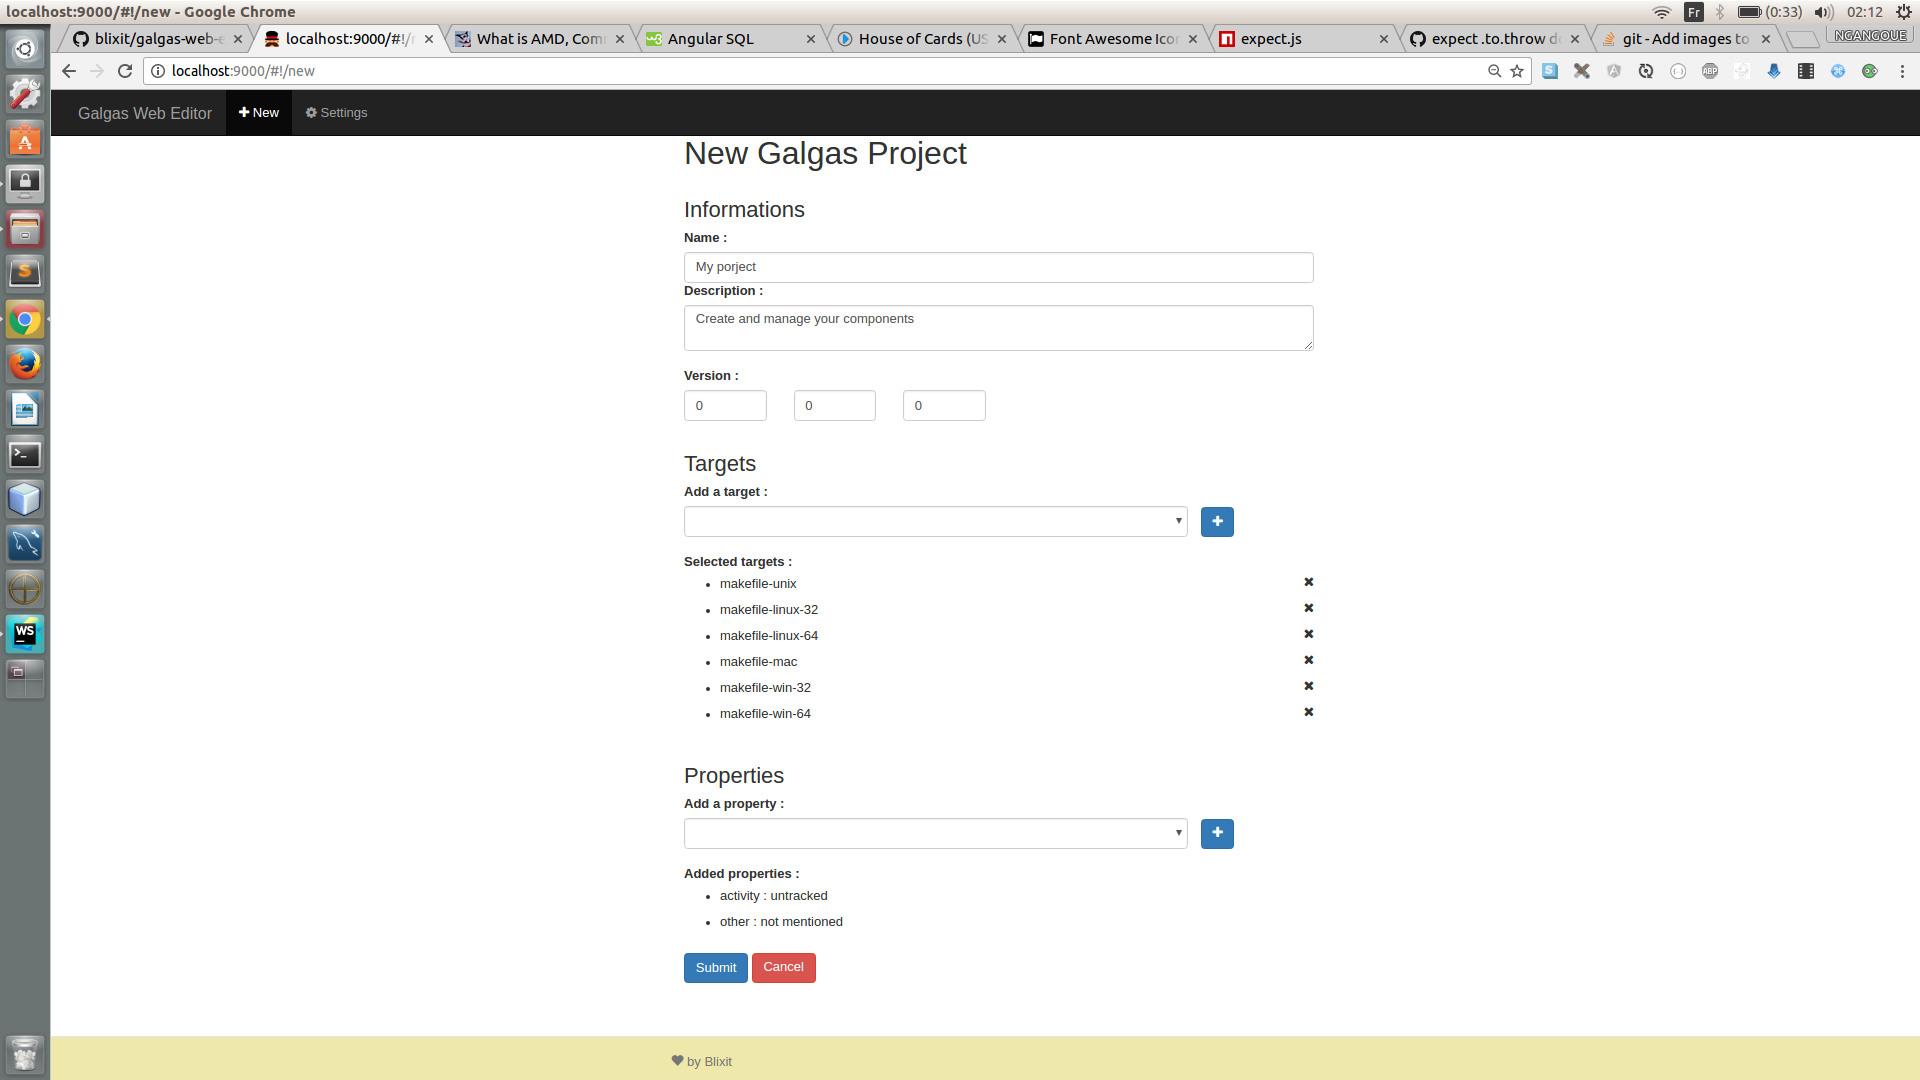 localhost:9000/#!/new - Google Chrome
Fr
(0:33)
02:12
blixit/galgas-web-e
localhost:9000/#!/
What is AMD, Com
Angular SQL
House of Cards (US
Font Awesome Icon
expect.js
expect .to.throw d
git - Add images to
NGANGOUE
localhost:9000/#!/new
ABP
Galgas Web Editor
New
Settings
New Galgas Project
Informations
Name :
My porject
Description :
Create and manage your components
Version :
0 0 0
Targets
Add a target :
Selected targets :
makefile-unix
makefile-linux-32
makefile-linux-64
makefile-mac
makefile-win-32
makefile-win-64
Properties
Add a property :
Added properties :
activity : untracked
other : not mentioned
Submit
Cancel
by Blixit
WS